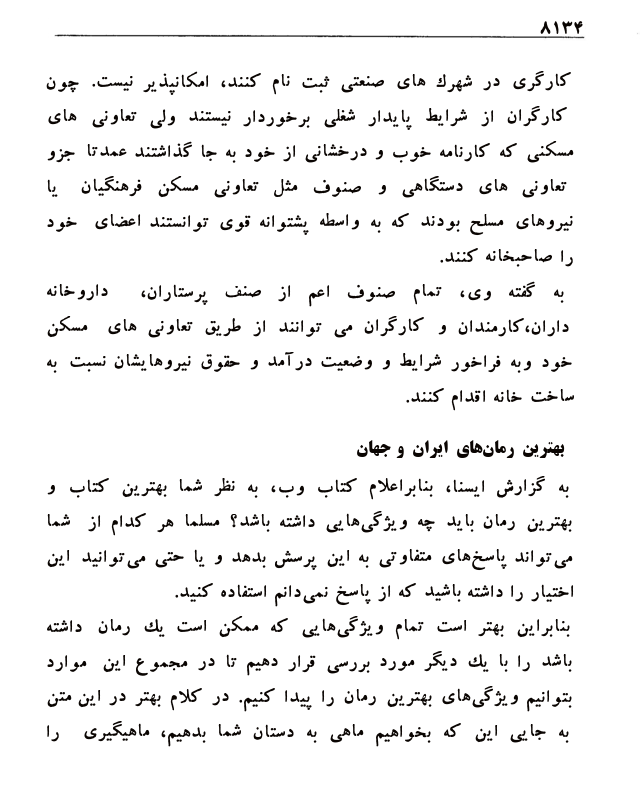 ۸۱۳۴
کارگری در شهرك های صنعتی ثبت نام کنند، امکانپذیر نیست. چون
کارگران از شرایط پایدار شغلی برخوردار نیستند ولی تعاونی های
مسکنی که کارنامه خوب و درخشانی از خود به جا گذاشتند عمدتا جزو
تعاونی های دستگاهی و صنوف مثل تعاونی مسکن فرهنگیان یا
نیروهای مسلح بودند که به واسطه پشتوانه قوی توانستند اعضای خود
را صاحبخانه کنند.
به گفته وی، تمام صنوف اعم از صنف پرستاران، داروخانه
داران،کارمندان و کارگران می توانند از طریق تعاونی های مسکن
خود وبه فراخور شرایط و وضعیت درآمد و حقوق نیروهایشان نسبت به
ساخت خانه اقدام کنند.
بهترین رمان‌های ایران و جهان
به گزارش ایسنا، بنابراعلام کتاب وب، به نظر شما بهترین کتاب و
بهترین رمان باید چه ویژگی‌هایی داشته باشد؟ مسلما هر کدام از شما
می‌تواند پاسخ‌های متفاوتی به این پرسش بدهد و یا حتی می‌توانید این
اختیار را داشته باشید که از پاسخ نمی‌دانم استفاده کنید.
بنابراین بهتر است تمام ویژگی‌هایی که ممکن است یك رمان داشته
باشد را با یك دیگر مورد بررسی قرار دهیم تا در مجموع این موارد
بتوانیم ویژگی‌های بهترین رمان را پیدا کنیم. در کلام بهتر در این متن
به جایی این که بخواهیم ماهی به دستان شما بدهیم، ماهیگیری را